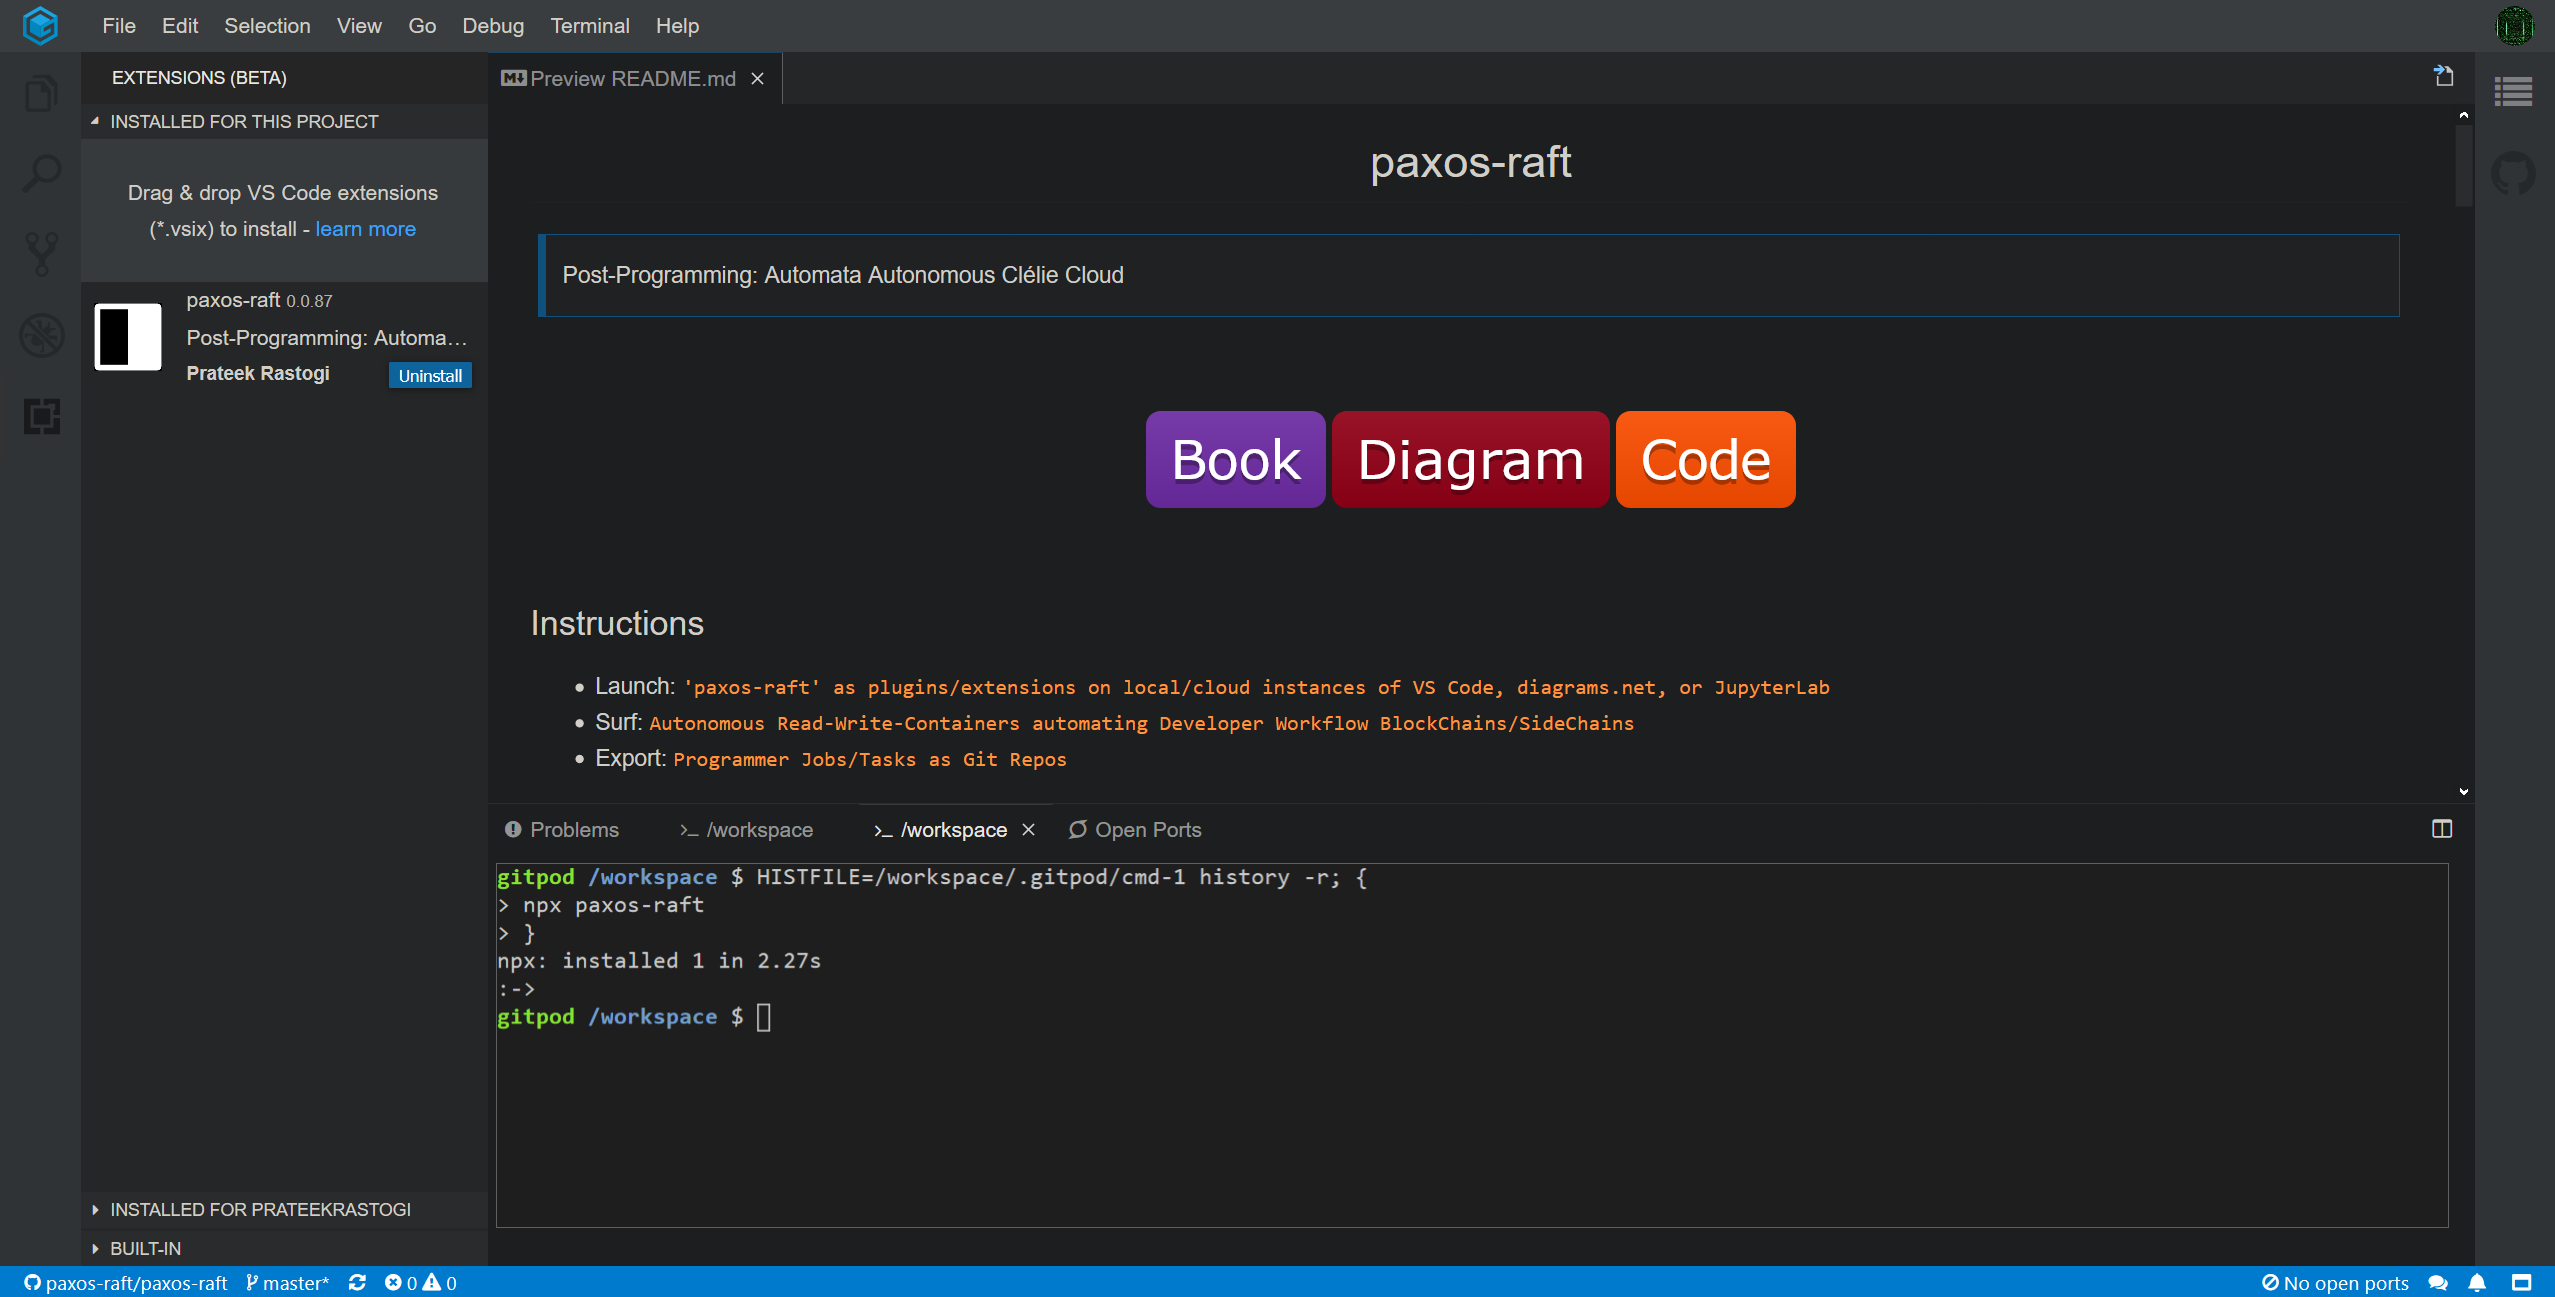 File Edit Selection View Go Debug Terminal Help
EXTENSIONS (BETA)
INSTALLED FOR THIS PROJECT
Drag & drop VS Code extensions
(*.vsix) to install - learn more
paxos-raft 0.0.87
Post-Programming: Automa...
Prateek Rastogi
Uninstall
INSTALLED FOR PRATEEKRASTOGI
BUILT-IN
Preview README.md
paxos-raft
Post-Programming: Automata Autonomous Clélie Cloud
Book Diagram Code
Instructions
• Launch: 'paxos-raft' as plugins/extensions on local/cloud instances of VS Code, diagrams.net, or JupyterLab
• Surf: Autonomous Read-Write-Containers automating Developer Workflow BlockChains/SideChains
• Export: Programmer Jobs/Tasks as Git Repos
Problems >_ /workspace >_ /workspace Open Ports
gitpod /workspace $ HISTFILE=/workspace/.gitpod/cmd-1 history -r; {
> npx paxos-raft
> }
npx: installed 1 in 2.27s
:->
gitpod /workspace $
paxos-raft/paxos-raft master* 0 0 No open ports